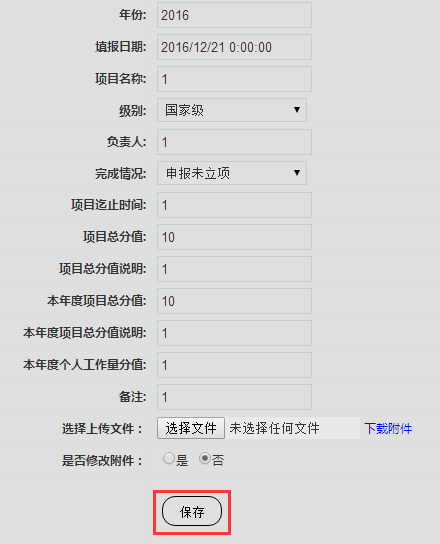 年份: 2016
填报日期: 2016/12/21 0:00:00
项目名称: 1
级别: 国家级
负责人: 1
完成情况: 申报未立项
项目迄止时间: 1
项目总分值: 10
项目总分值说明: 1
本年度项目总分值: 10
本年度项目总分值说明: 1
本年度个人工作量分值: 1
备注: 1
选择上传文件： 选择文件 未选择任何文件 下载附件
是否修改附件： 是 否
保存